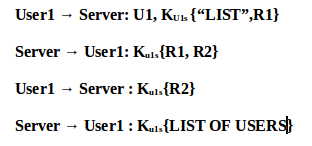 User1 → Server: U1, KU1s {“LIST”,R1}
Server → User1: Ku1s{R1, R2}
User1 → Server : Ku1s{R2}
Server → User1 : Ku1s{LIST OF USERS}